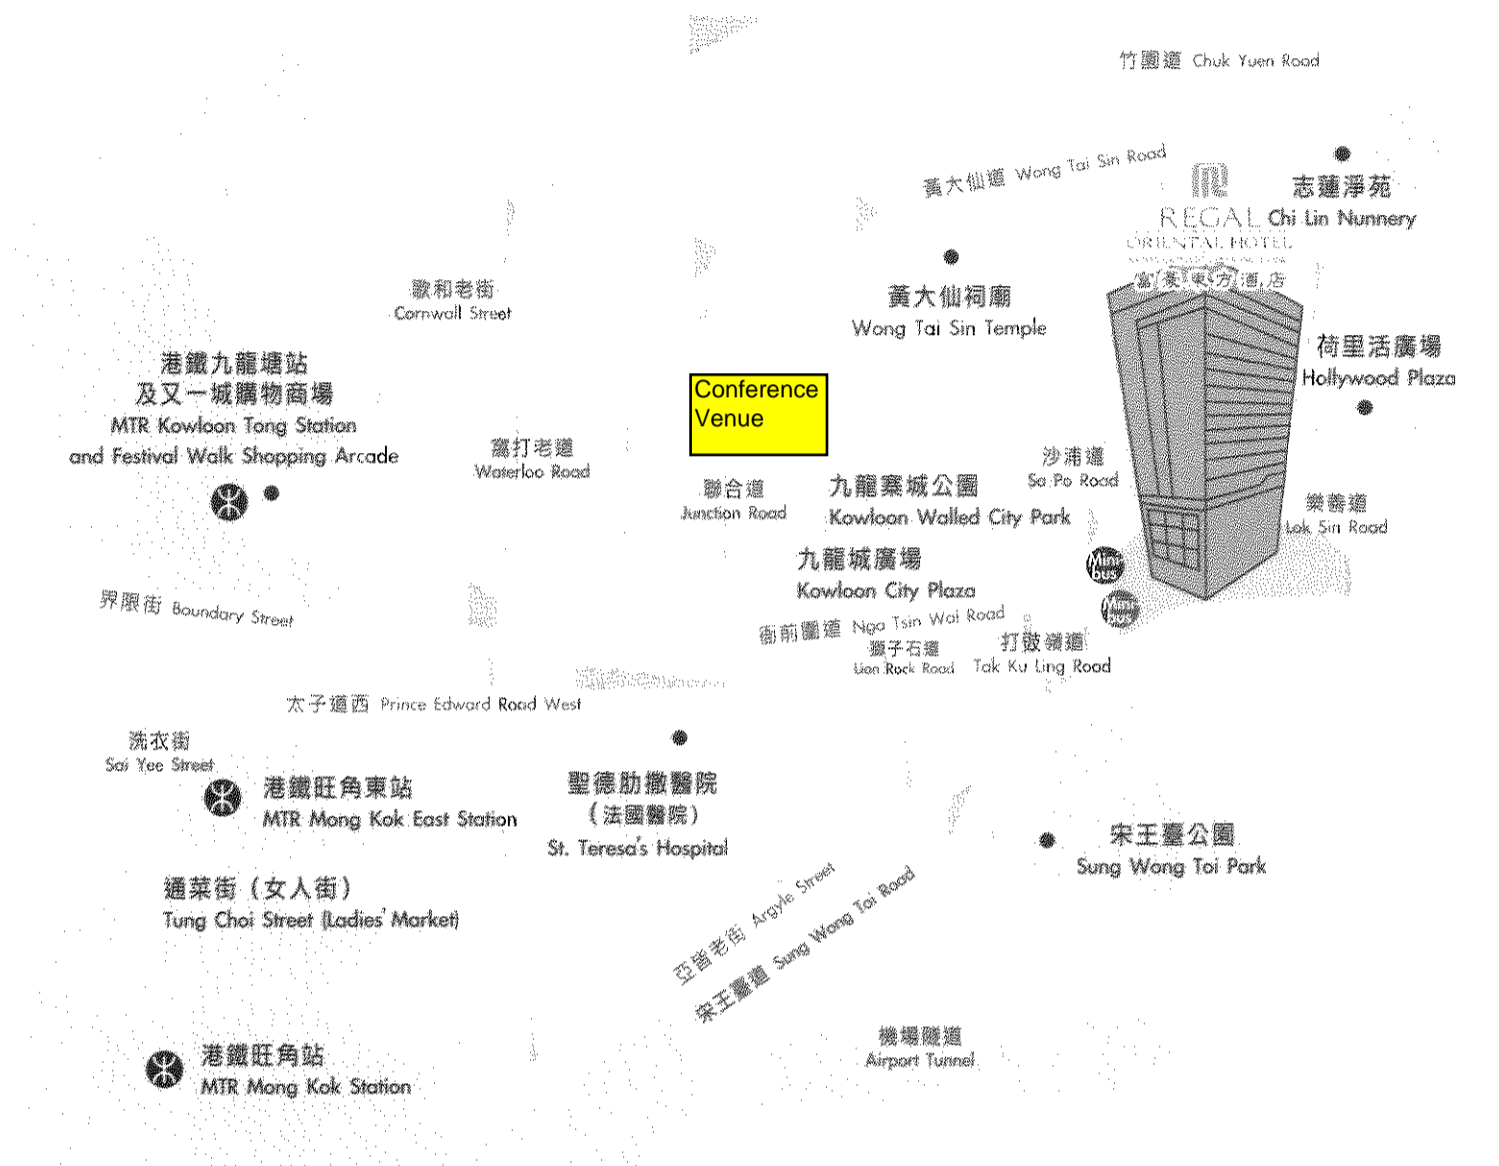 竹園道 Chuk Yuen Road
黃大仙道 Wong Tai Sin Road
志蓮淨苑
Chi Lin Nunnery
REGAL
ORIENTAL HOTEL
富豪東方酒店
黃大仙祠廟
Wong Tai Sin Temple
歌和老街
Cornwall Street
荷里活廣場
Hollywood Plaza
港鐵九龍塘站
及又一城購物商場
MTR Kowloon Tong Station
and Festival Walk Shopping Arcade
Conference
Venue
窩打老道
Waterloo Road
沙浦道
Sa Po Road
聯合道
Junction Road
九龍寨城公園
Kowloon Walled City Park
樂善道
Lok Sin Road
九龍城廣場
Kowloon City Plaza
Mini
bus
Mini
bus
界限街 Boundary Street
衙前圍道 Nga Tsin Wai Road
獅子石道
Lion Rock Road
打鼓嶺道
Tak Ku Ling Road
太子道西 Prince Edward Road West
洗衣街
Sai Yee Street
港鐵旺角東站
MTR Mong Kok East Station
聖德肋撒醫院
（法國醫院）
St. Teresa's Hospital
宋王臺公園
Sung Wong Toi Park
通菜街（女人街）
Tung Choi Street (Ladies' Market)
亞皆老街 Argyle Street
宋王臺道 Sung Wong Tai Road
機場隧道
Airport Tunnel
港鐵旺角站
MTR Mong Kok Station